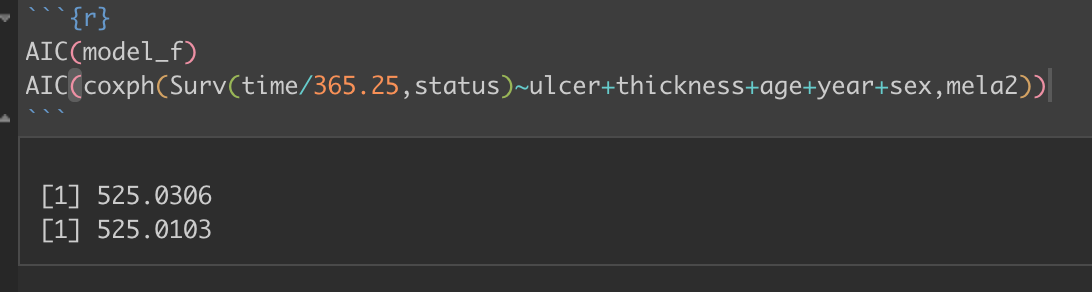 ```{r}
AIC(model_f)
AIC(coxph(Surv(time/365.25,status)~ulcer+thickness+age+year+sex,mela2))
```
[1] 525.0306
[1] 525.0103